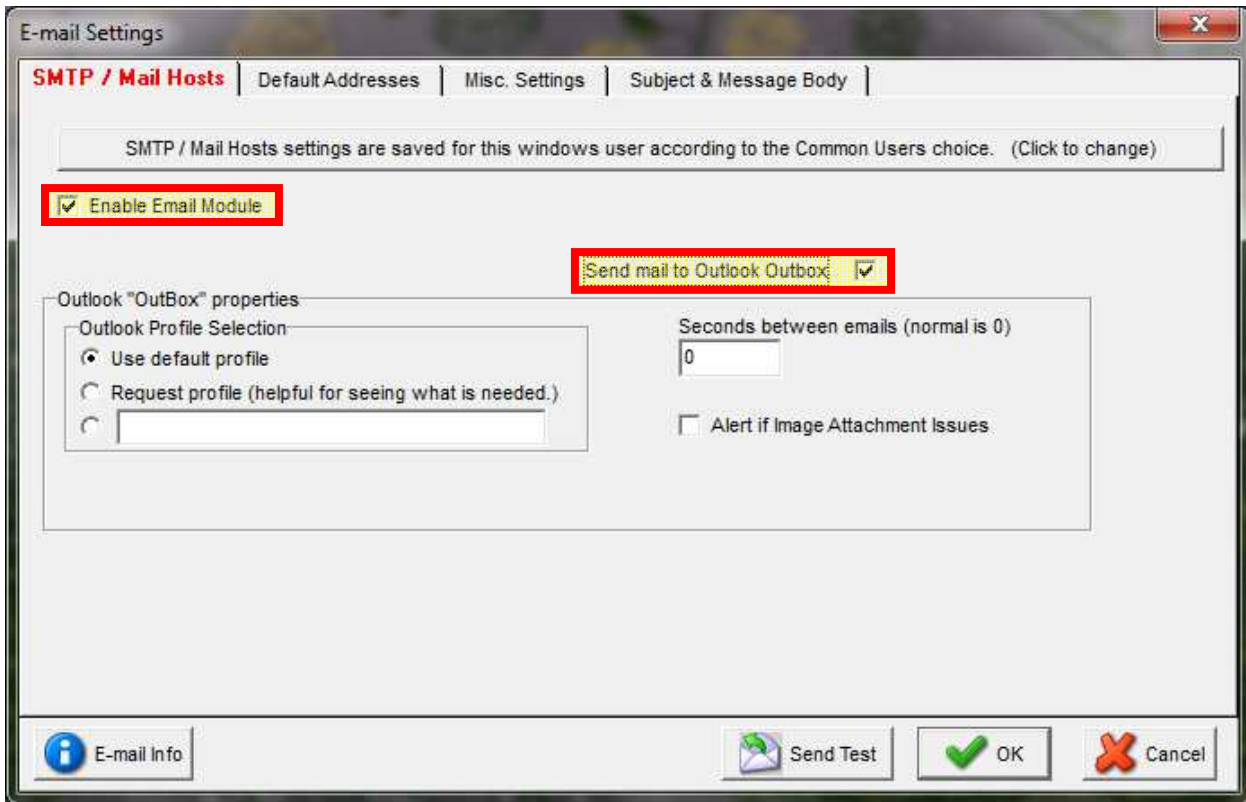 E-mail Settings
SMTP / Mail Hosts
Default Addresses
Misc. Settings
Subject & Message Body
SMTP / Mail Hosts settings are saved for this windows user according to the Common Users choice. (Click to change)
Enable Email Module
Send mail to Outlook Outbox
Outlook "OutBox" properties
Outlook Profile Selection
Use default profile
Request profile (helpful for seeing what is needed.)
Seconds between emails (normal is 0)
0
Alert if Image Attachment Issues
E-mail Info
Send Test
OK
Cancel